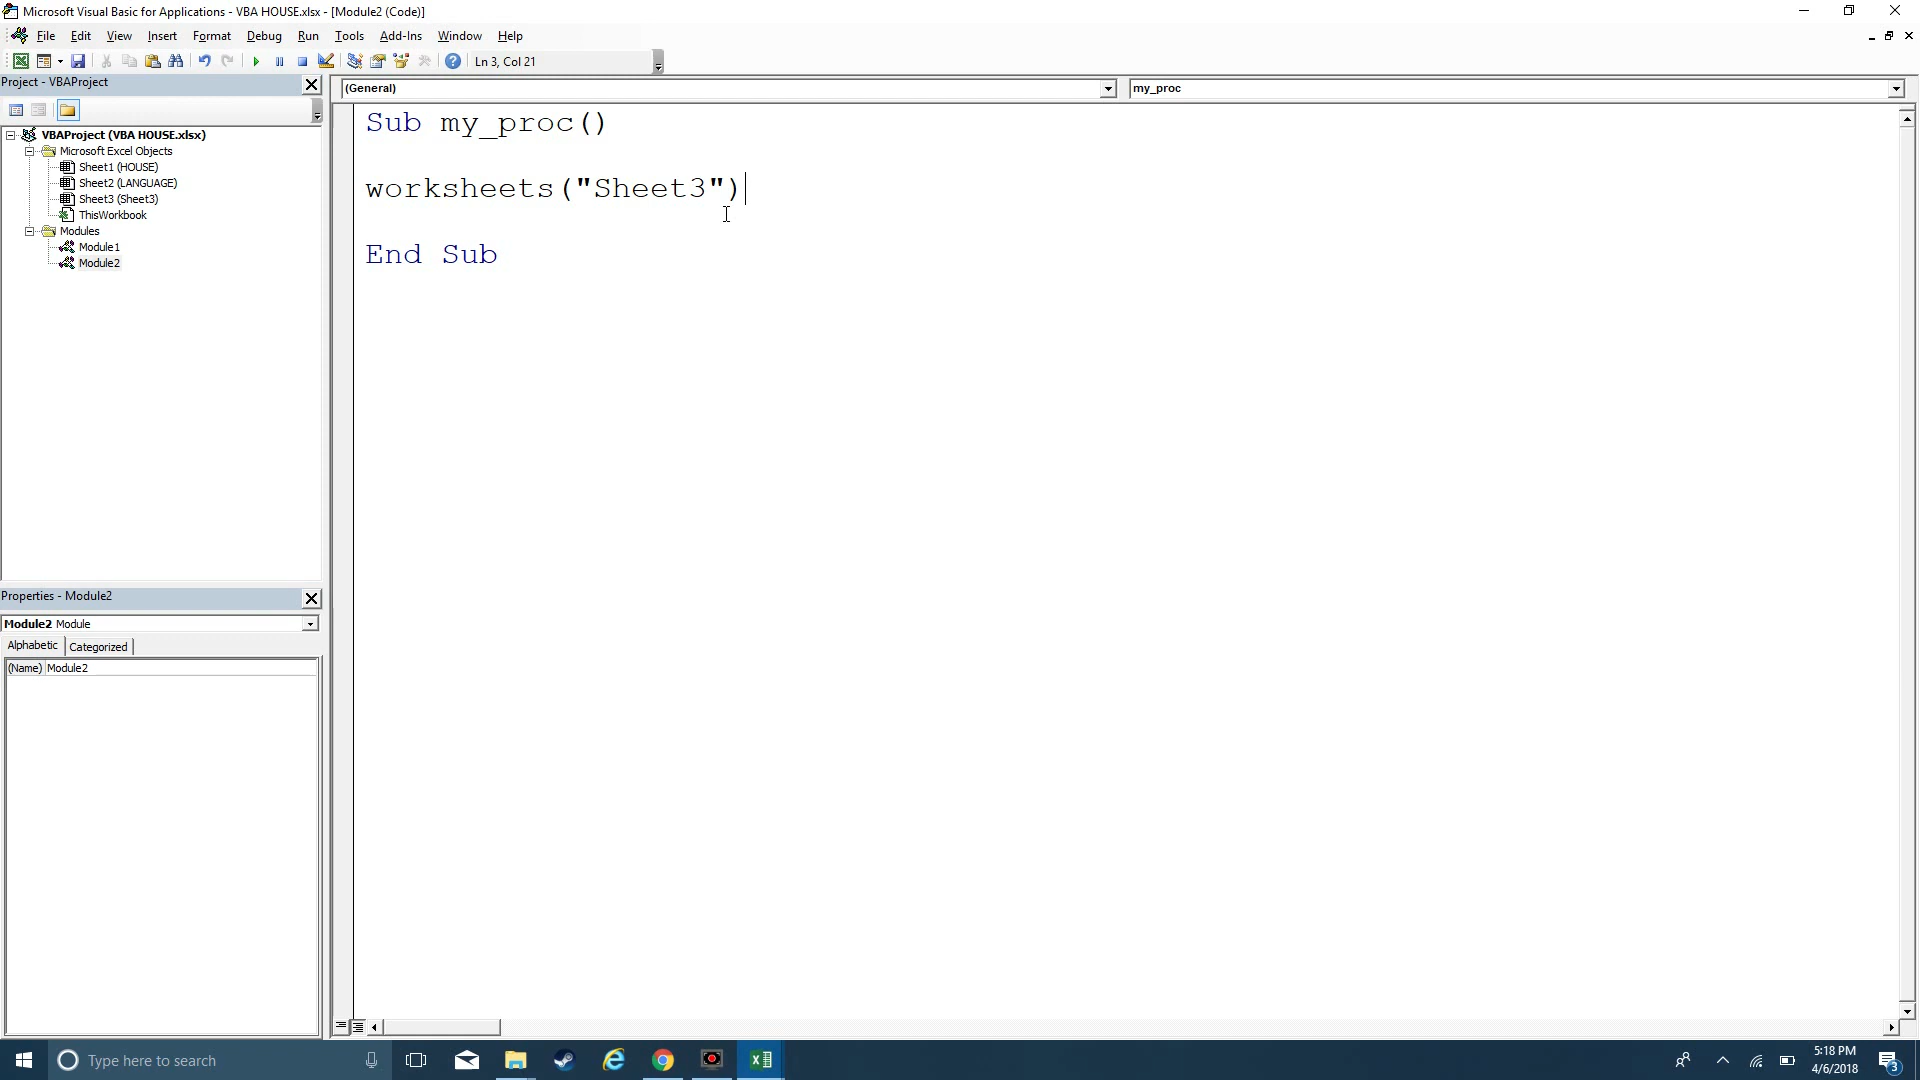 Microsoft Visual Basic for Applications - VBA HOUSE.xlsx - [Module2 (Code)]
File Edit View Insert Format Debug Run Tools Add-Ins Window Help
Ln 3, Col 21
Project - VBAProject
(General)
my_proc
VBAProject (VBA HOUSE.xlsx)
Microsoft Excel Objects
Sheet1 (HOUSE)
Sheet2 (LANGUAGE)
Sheet3 (Sheet3)
ThisWorkbook
Modules
Module1
Module2
Sub my_proc()
worksheets("Sheet3")
End Sub
Properties - Module2
Module2 Module
Alphabetic Categorized
(Name) Module2
Type here to search
5:18 PM
4/6/2018
3